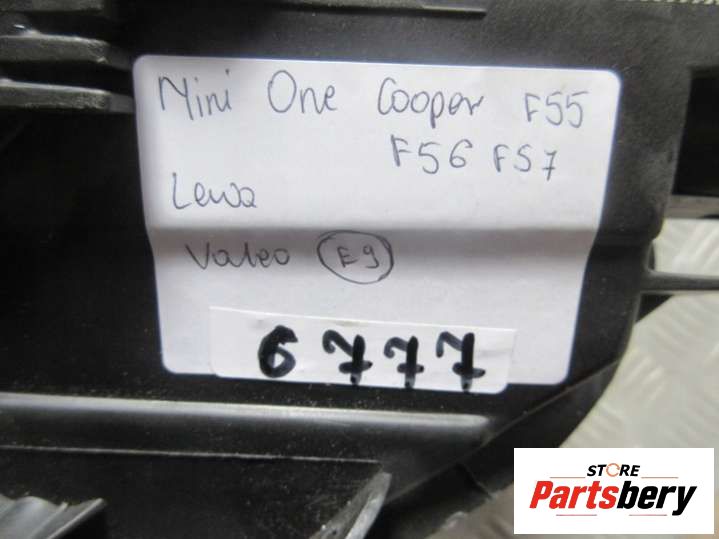 Mini One Cooper F55
F56 F57
Lewa
Valeo E9
6777
STORE
Partsbery